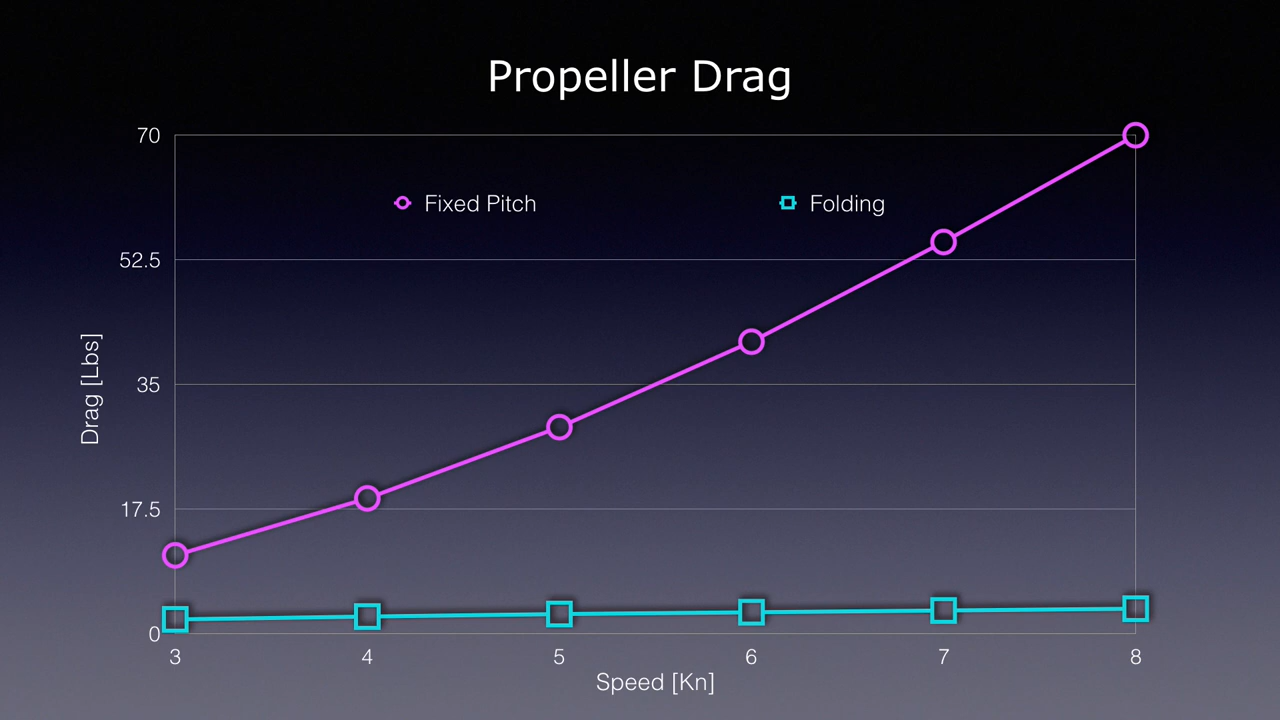 Propeller Drag
70
Fixed Pitch
Folding
52.5
Drag [Lbs]
35
17.5
0
3 4 5 6 7 8
Speed [Kn]